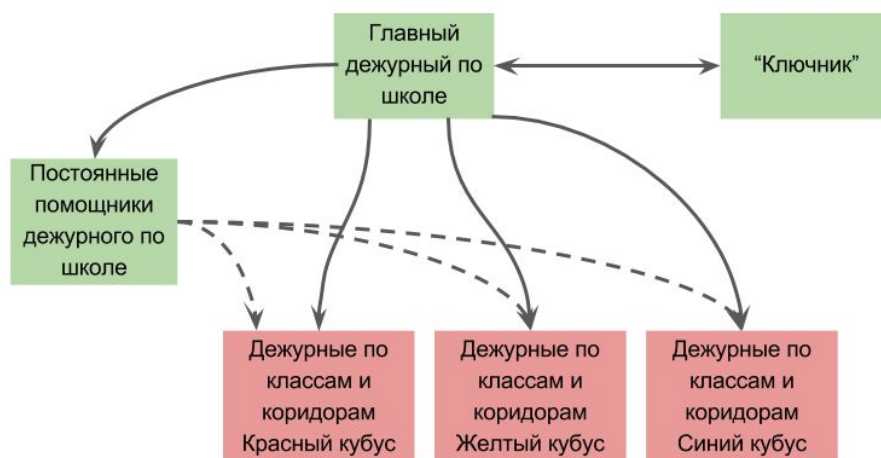 Главный
дежурный по
школе
“Ключник”
Постоянные
помощники
дежурного по
школе
Дежурные по
классам и
коридорам
Красный кубус
Дежурные по
классам и
коридорам
Желтый кубус
Дежурные по
классам и
коридорам
Синий кубус